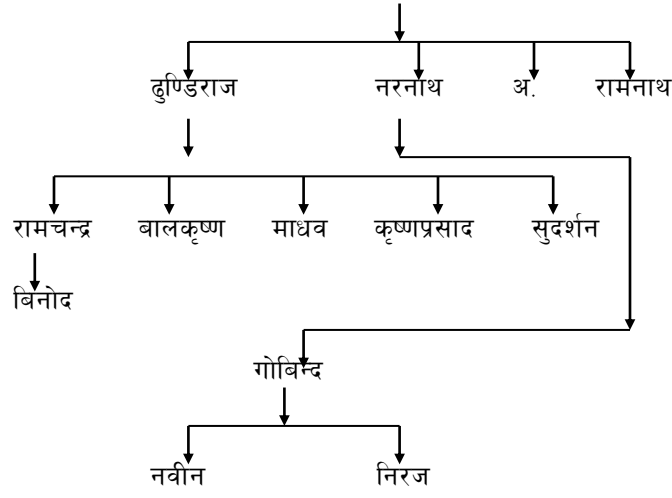 ढुण्डिराज नरनाथ अ. रामनाथ
रामचन्द्र बालकृष्ण माधव कृष्णप्रसाद सुदर्शन
बिनोद
गोबिन्द
नवीन निरज